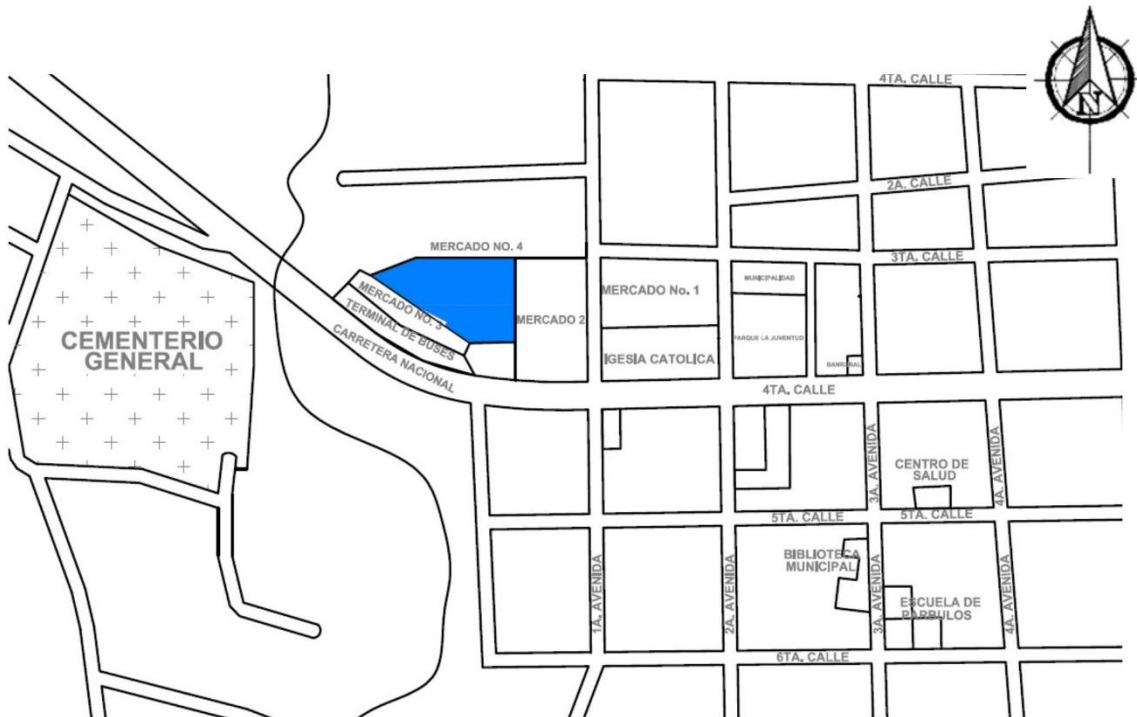 4TA. CALLE
N
2A. CALLE
MERCADO NO. 4
3TA. CALLE
MUNICIPALIDAD
MERCADO No. 1
MERCADO NO. 3
TERMINAL DE BUSES
MERCADO 2
CARRETERA NACIONAL
PARQUE LA JUVENTUD
CEMENTERIO
GENERAL
IGESIA CATOLICA
BANRURAL
4TA. CALLE
3A. AVENIDA
4A. AVENIDA
CENTRO DE
SALUD
5TA. CALLE
5TA. CALLE
BIBLIOTECA
MUNICIPAL
1A. AVENIDA
2A. AVENIDA
3A. AVENIDA
4A. AVENIDA
ESCUELA DE
PARBULOS
6TA. CALLE